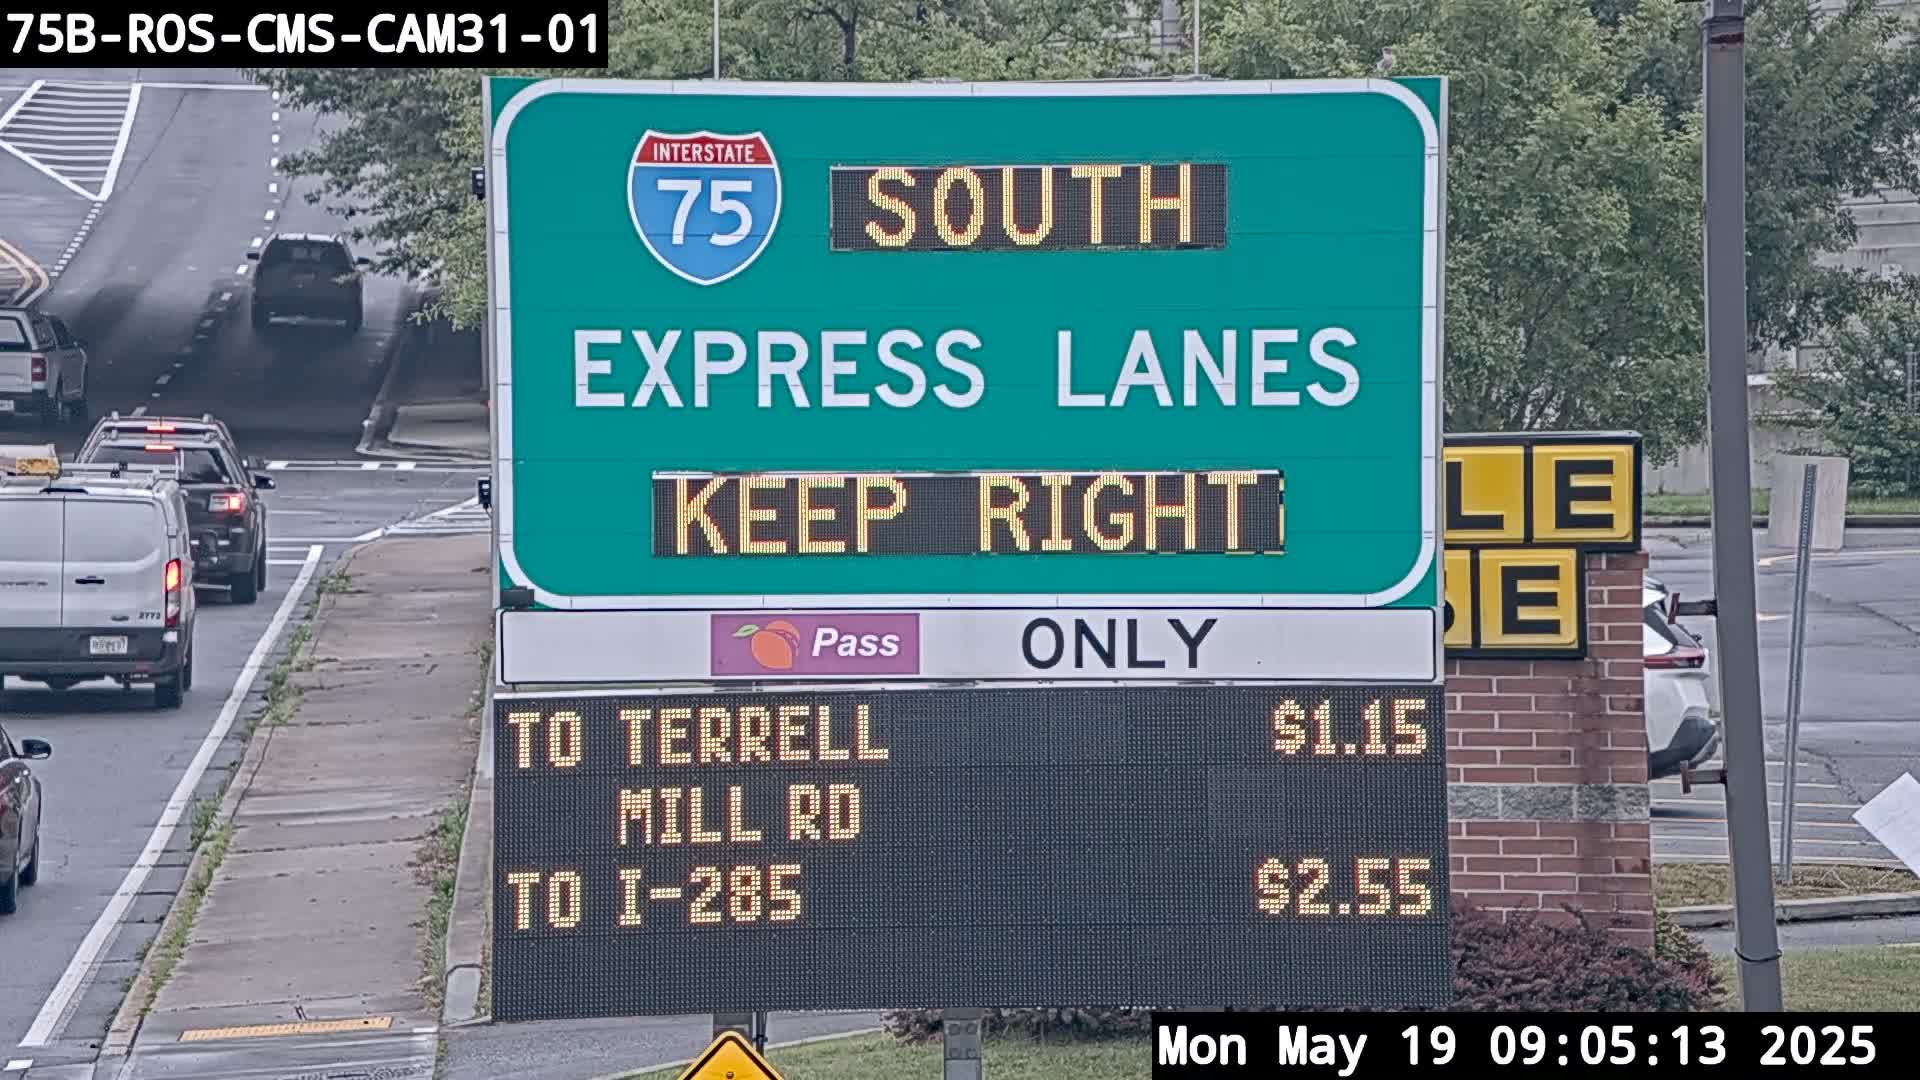 75B-ROS-CMS-CAM31-01
INTERSTATE
75
SOUTH
EXPRESS LANES
KEEP RIGHT
Pass ONLY
TO TERRELL $1.15
MILL RD
TO I-285 $2.55
LE
E
Mon May 19 09:05:13 2025